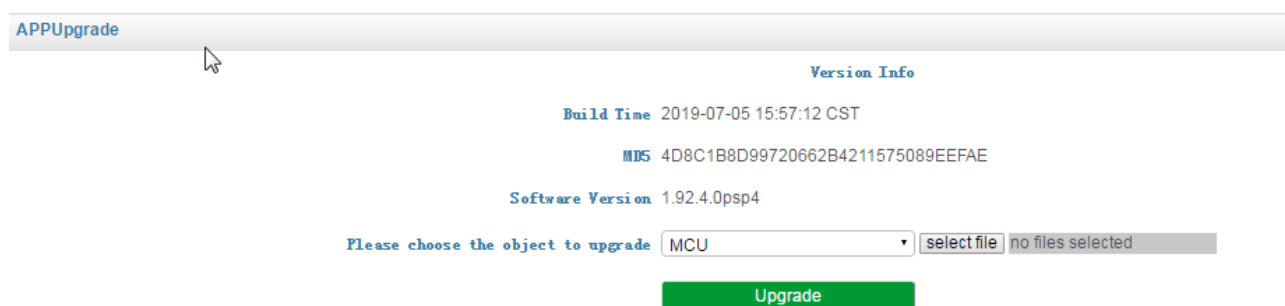 APPUpgrade
Version Info
Build Time 2019-07-05 15:57:12 CST
MD5 4D8C1B8D99720662B4211575089EEFAE
Software Version 1.92.4.0psp4
Please choose the object to upgrade MCU select file no files selected
Upgrade